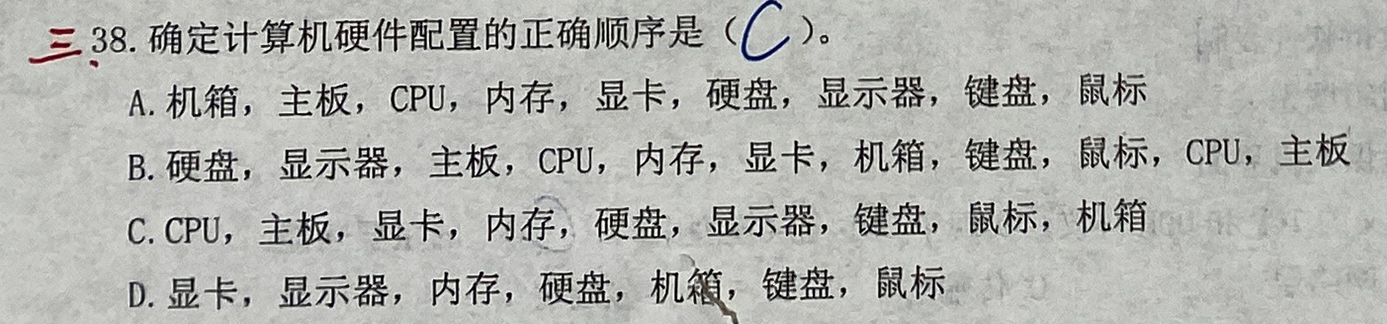 三、38. 确定计算机硬件配置的正确顺序是（C）。
A. 机箱，主板，CPU，内存，显卡，硬盘，显示器，键盘，鼠标
B. 硬盘，显示器，主板，CPU，内存，显卡，机箱，键盘，鼠标，CPU，主板
C. CPU，主板，显卡，内存，硬盘，显示器，键盘，鼠标，机箱
D. 显卡，显示器，内存，硬盘，机箱，键盘，鼠标